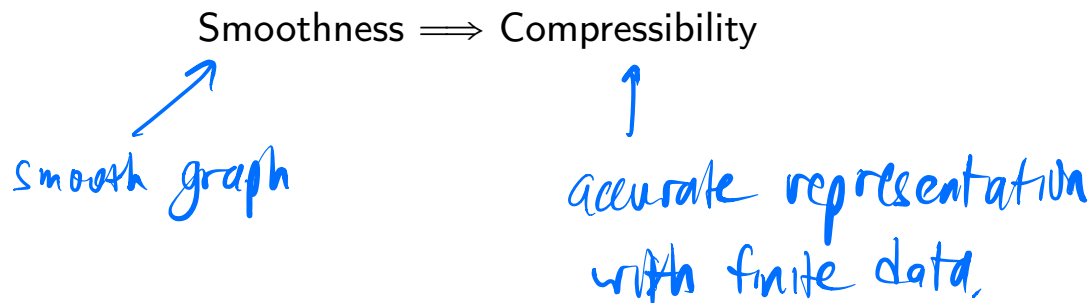 Smoothness ⟹ Compressibility
smooth graph
accurate representation
with finite data.